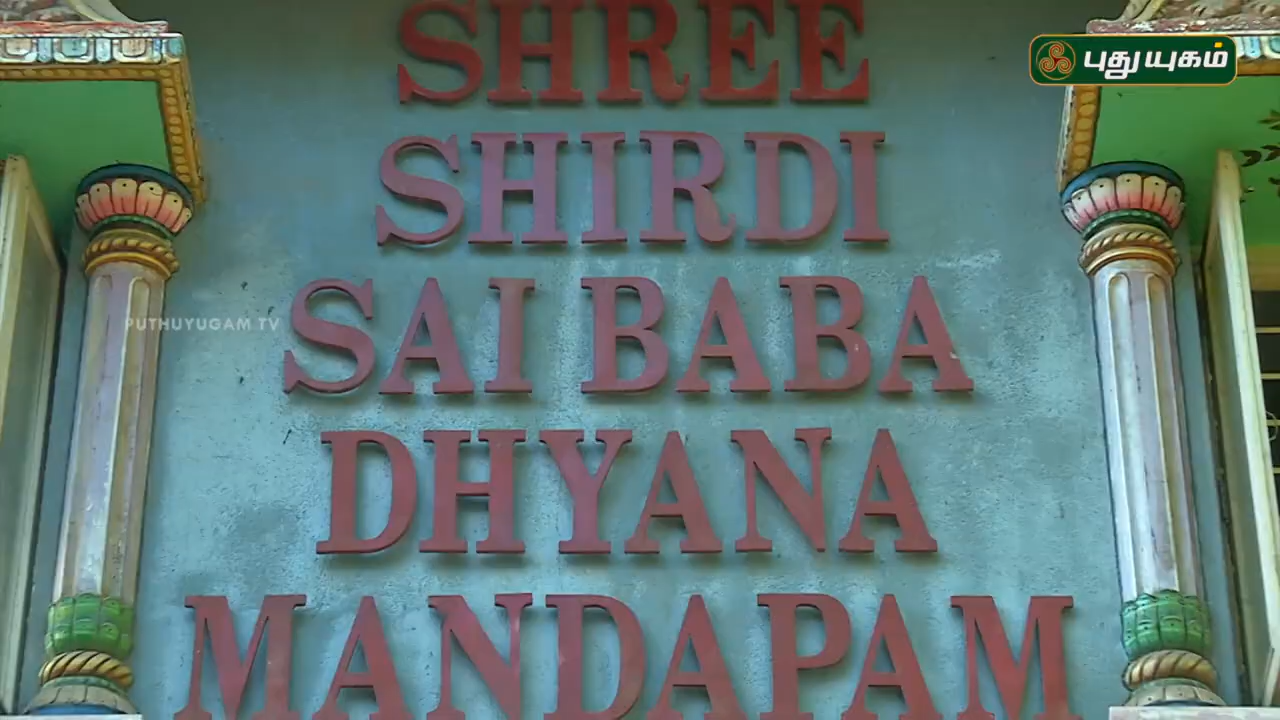 SHREE
புதுயுகம்
SHIRDI
SAI BABA
PUTHUYUGAM TV
DHYANA
MANDAPAM